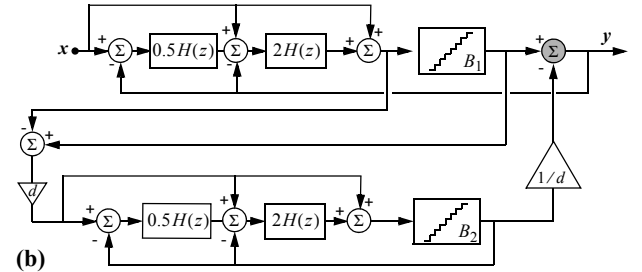 x + Σ - 0.5H(z) + Σ - 2H(z) + + Σ B1 + Σ - y
- Σ +
d 1/d
+ Σ - 0.5H(z) + Σ - 2H(z) + + Σ B2
(b)